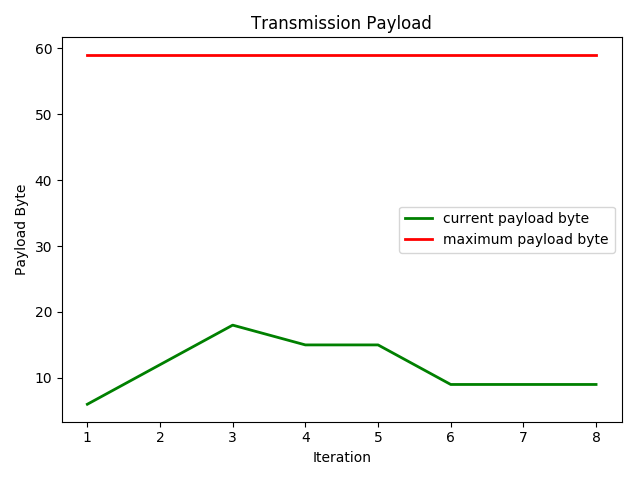 Transmission Payload
Payload Byte
60
50
40
30
20
10
current payload byte
maximum payload byte
1 2 3 4 5 6 7 8
Iteration